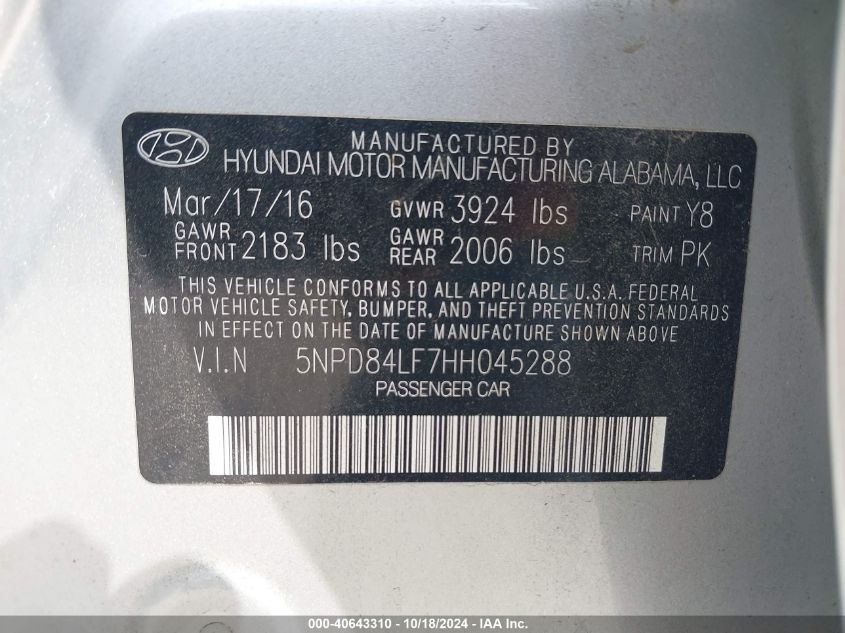 MANUFACTURED BY
HYUNDAI MOTOR MANUFACTURING ALABAMA, LLC
Mar/17/16 GVWR 3924 lbs PAINT Y8
GAWR FRONT 2183 lbs GAWR REAR 2006 lbs TRIM PK
THIS VEHICLE CONFORMS TO ALL APPLICABLE U.S.A. FEDERAL
MOTOR VEHICLE SAFETY, BUMPER, AND THEFT PREVENTION STANDARDS
IN EFFECT ON THE DATE OF MANUFACTURE SHOWN ABOVE
V.I.N 5NPD84LF7HH045288
PASSENGER CAR
000-40643310 - 10/18/2024 - IAA Inc.